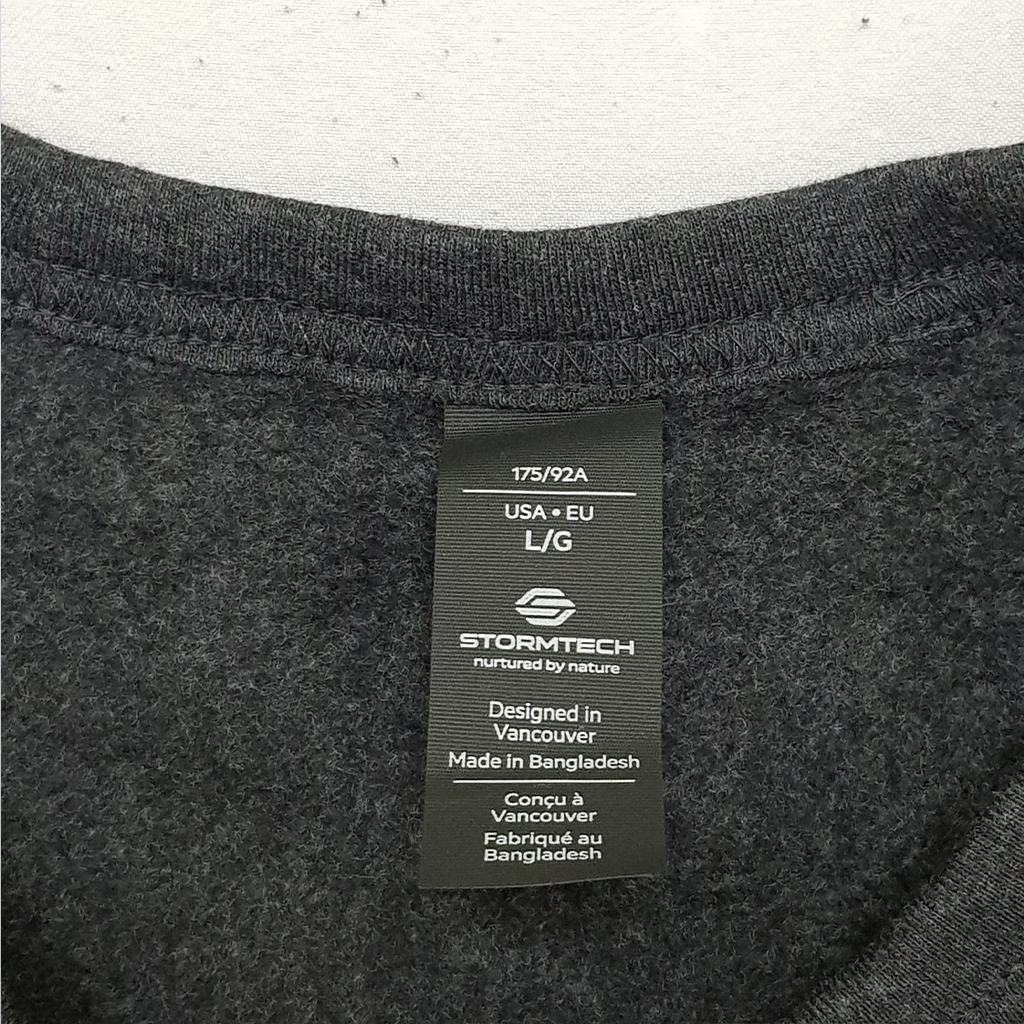 175/92A
USA • EU
L/G
STORMTECH
nurtured by nature
Designed in
Vancouver
Made in Bangladesh
Conçu à
Vancouver
Fabriqué au
Bangladesh